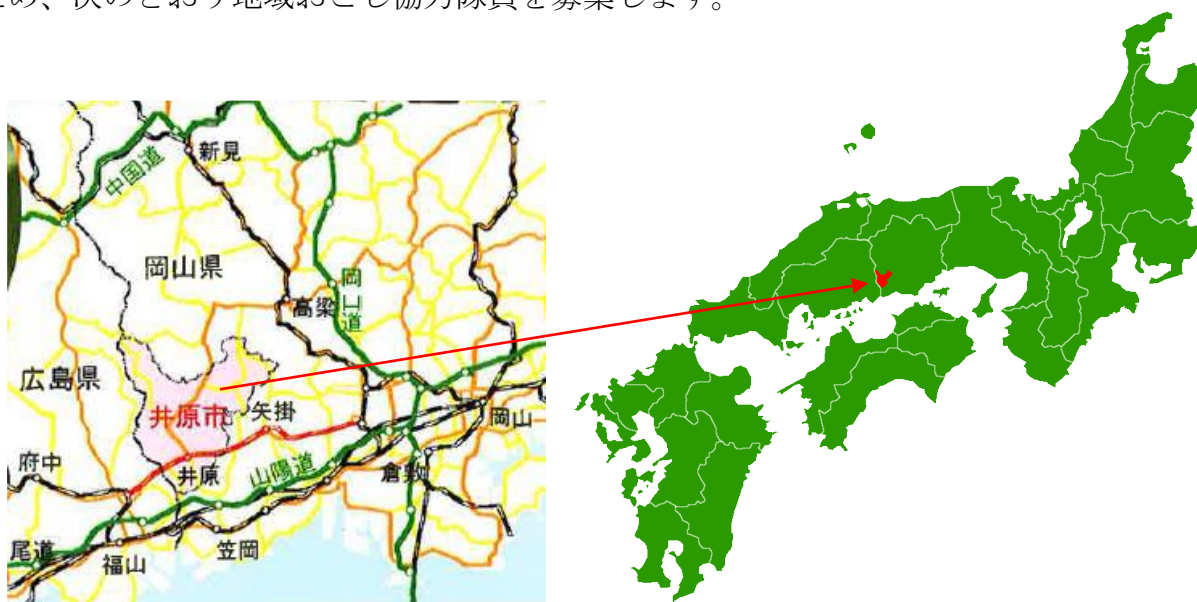 ため、次のとおり地域おこし協力隊員を募集します。
新見
中国道
岡山県
岡山道
高梁
広島県
井原市
矢掛
岡山
府中
井原
山陽道
倉敷
尾道
福山
笠岡